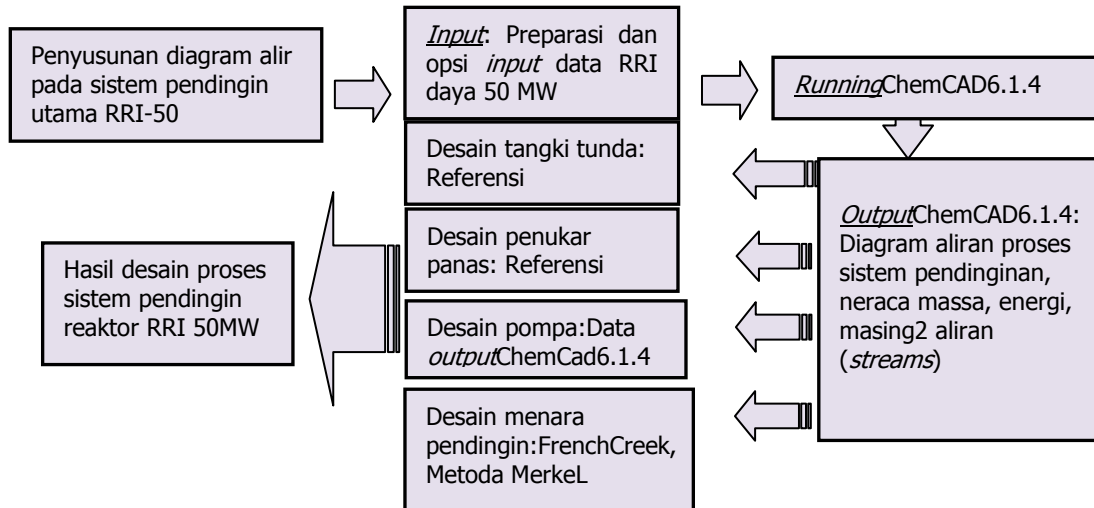 Penyusunan diagram alir
pada sistem pendingin
utama RRI-50
Input: Preparasi dan
opsi input data RRI
daya 50 MW
RunningChemCAD6.1.4
Desain tangki tunda:
Referensi
OutputChemCAD6.1.4:
Diagram aliran proses
sistem pendinginan,
neraca massa, energi,
masing2 aliran
(streams)
Desain penukar
panas: Referensi
Desain pompa:Data
outputChemCad6.1.4
Desain menara
pendingin:FrenchCreek,
Metoda MerkeL
Hasil desain proses
sistem pendingin
reaktor RRI 50MW